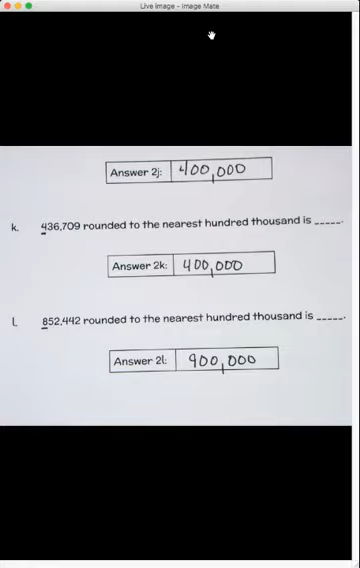 Live Image - Image Mate
Answer 2j: 400,000
k. 436,709 rounded to the nearest hundred thousand is _____.
Answer 2k: 400,000
l. 852,442 rounded to the nearest hundred thousand is _____.
Answer 2l: 900,000